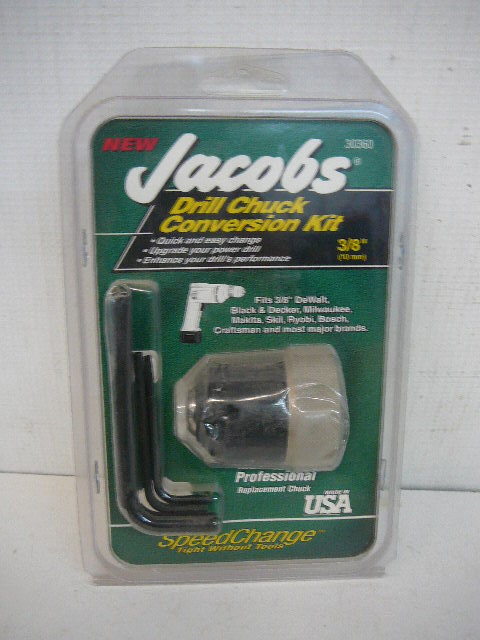 NEW
30360
Jacobs®
Drill Chuck
Conversion Kit
• Quick and easy change
• Upgrade your power drill
• Enhance your drill's performance
3/8"
(10 mm)
Fits 3/8" DeWalt,
Black & Decker, Milwaukee,
Makita, Skil, Ryobi, Bosch,
Craftsman and most major brands.
Professional
Replacement Chuck
MADE IN
USA
SpeedChange™
Tight Without Tools